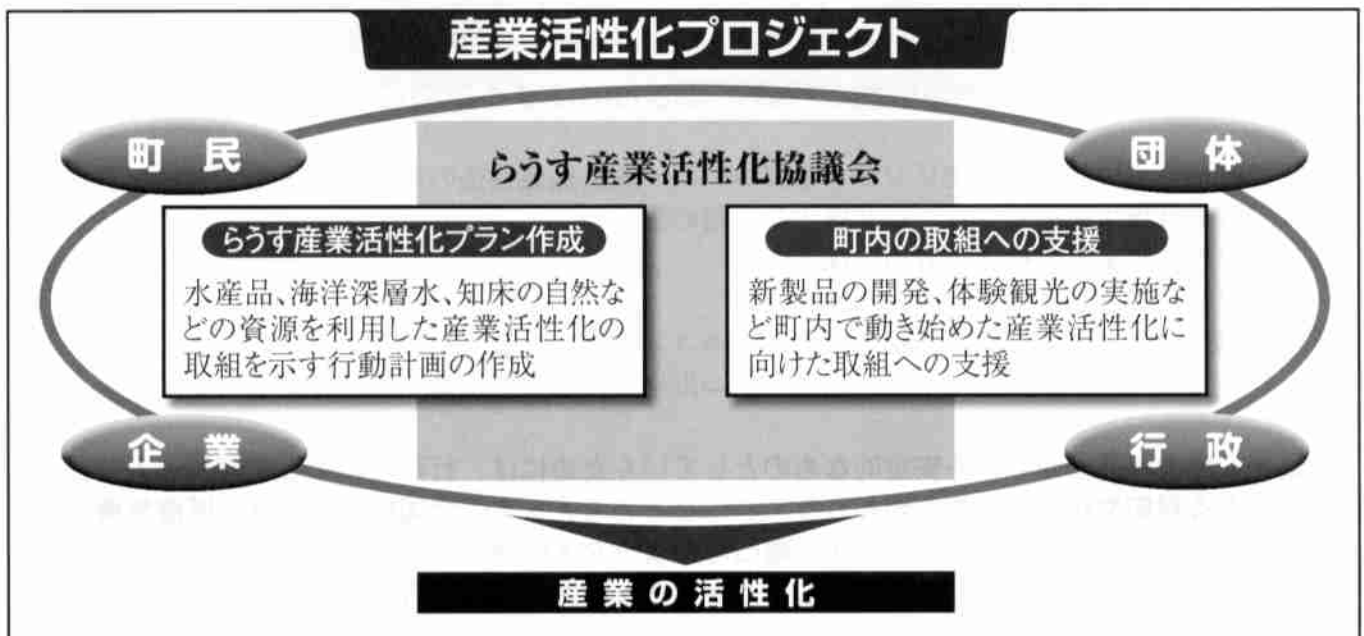 産業活性化プロジェクト
町民
団体
らうす産業活性化協議会
らうす産業活性化プラン作成
水産品、海洋深層水、知床の自然な
どの資源を利用した産業活性化の
取組を示す行動計画の作成
町内の取組への支援
新製品の開発、体験観光の実施な
ど町内で動き始めた産業活性化に
向けた取組への支援
企業
行政
産業の活性化